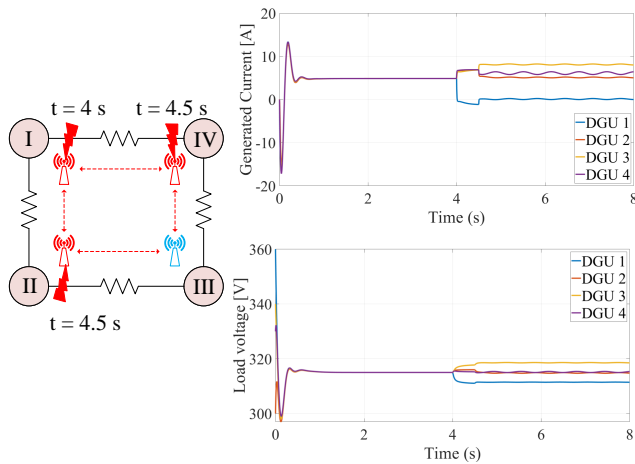 t = 4 s
t = 4.5 s
I
IV
II
III
t = 4.5 s
Generated Current [A]
20
10
0
-10
-20
0
2
4
6
8
Time (s)
DGU 1
DGU 2
DGU 3
DGU 4
Load voltage [V]
360
340
320
300
0
2
4
6
8
Time (s)
DGU 1
DGU 2
DGU 3
DGU 4